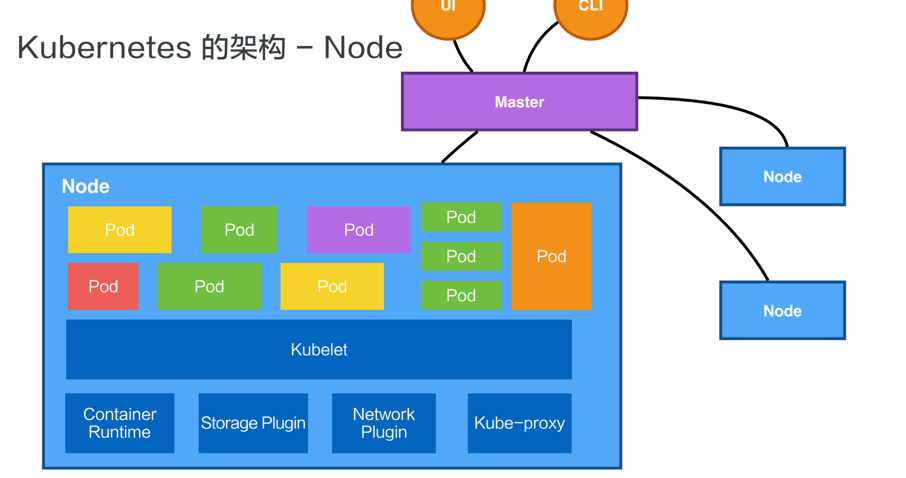 UI
CLI
Kubernetes 的架构 - Node
Master
Node
Node
Node
Pod
Pod
Pod
Pod
Pod
Pod
Pod
Pod
Pod
Pod
Pod
Kubelet
Container
Runtime
Storage Plugin
Network
Plugin
Kube-proxy